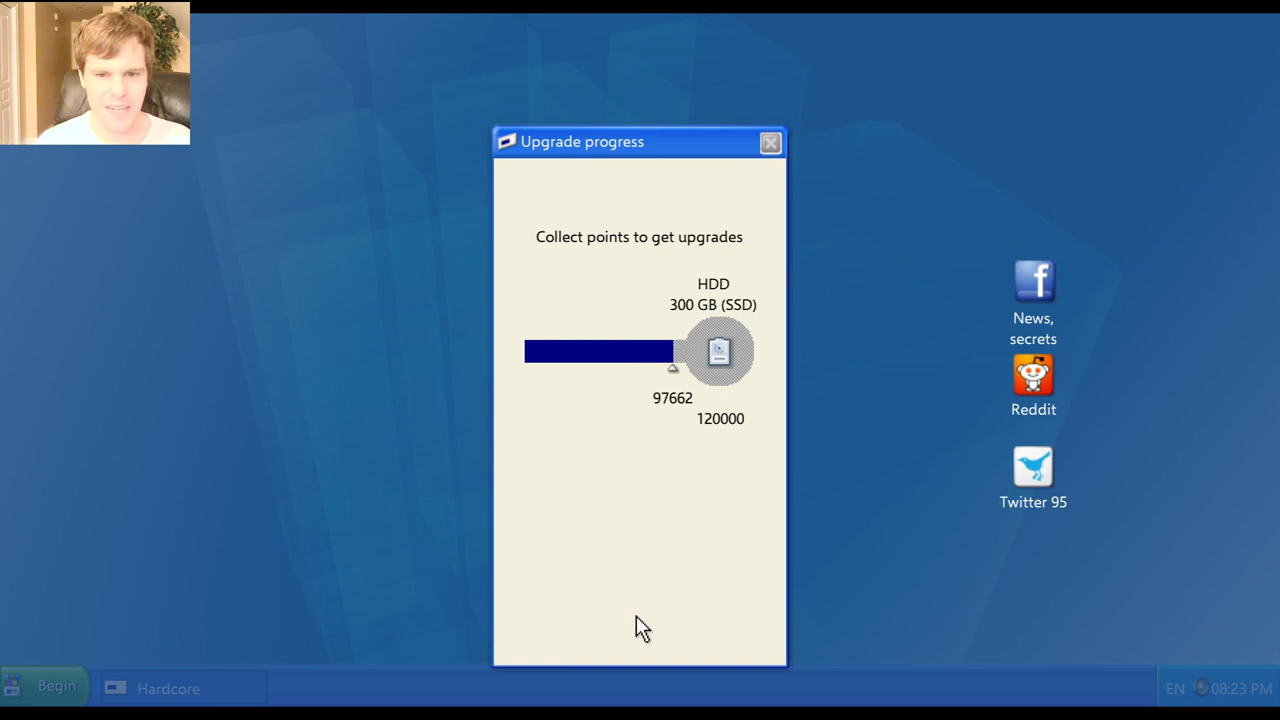 Upgrade progress
Collect points to get upgrades
HDD
300 GB (SSD)
97662
120000
News,
secrets
Reddit
Twitter 95
Begin
Hardcore
EN
08:23 PM